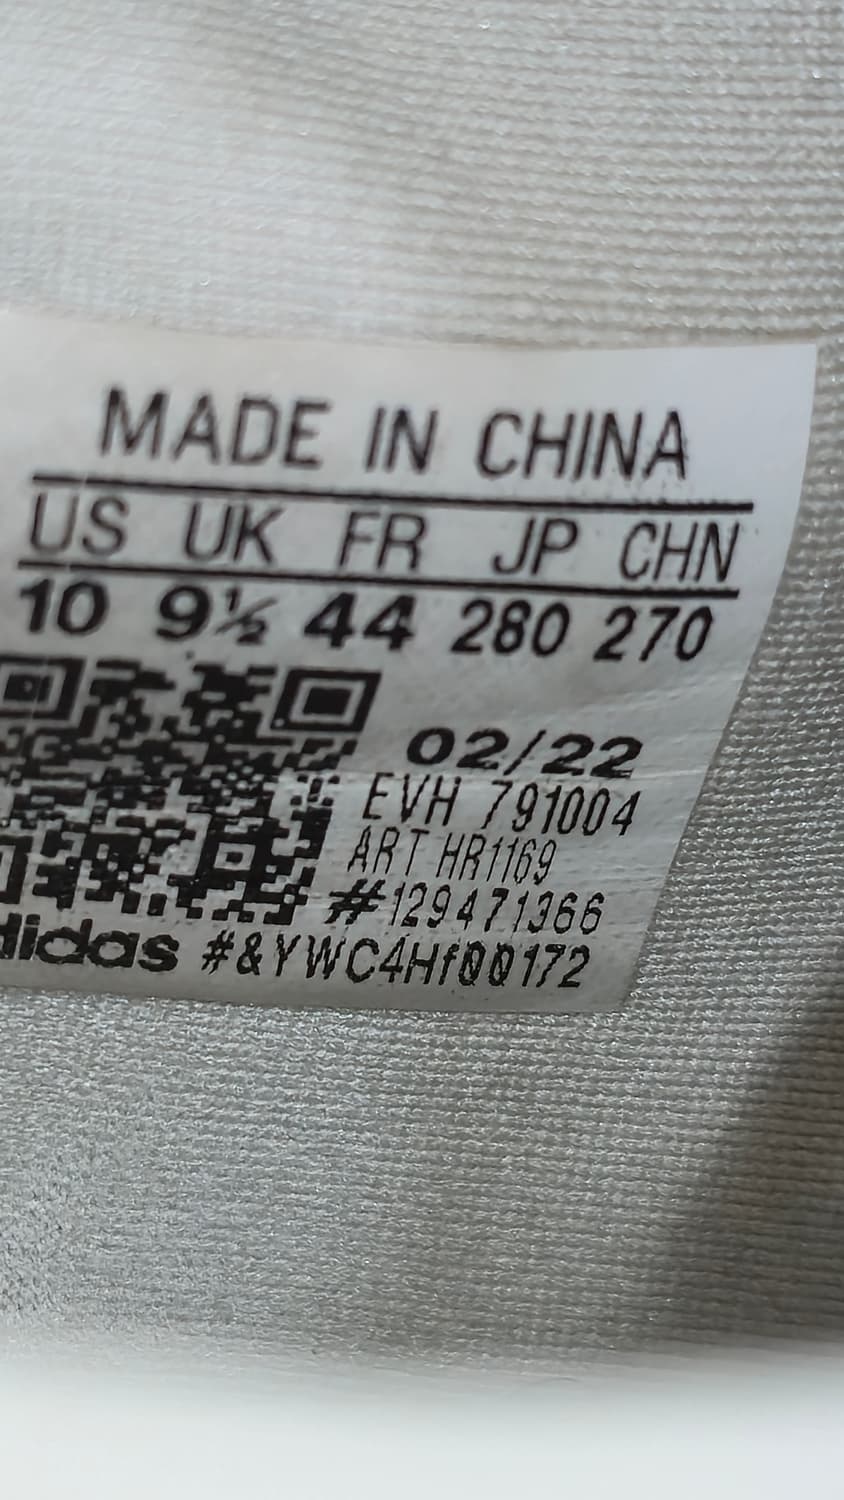 MADE IN CHINA
US UK FR JP CHN
10 9½ 44 280 270
02/22
EVH 791004
ART HR1169
#129471366
didas #&YWC4Hf00172